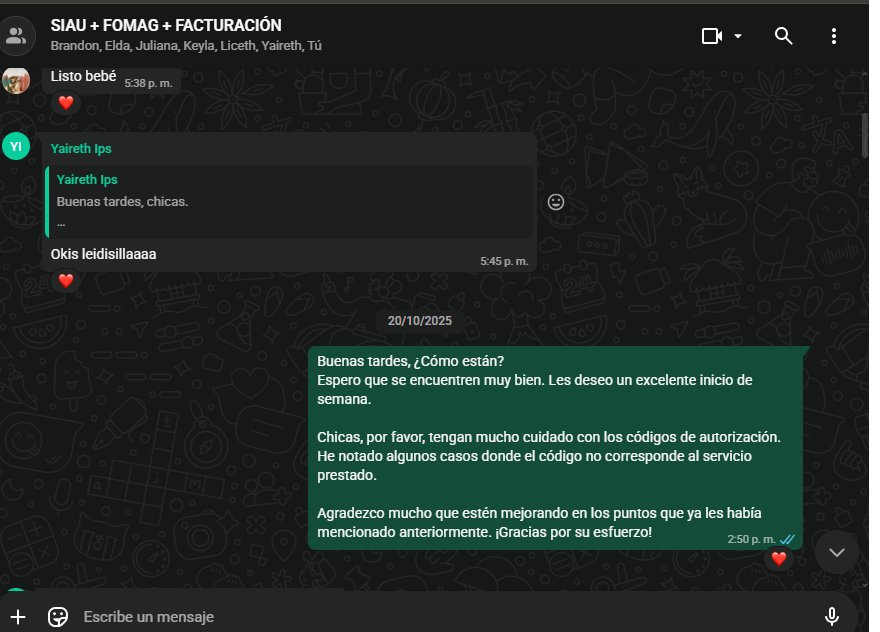 SIAU + FOMAG + FACTURACIÓN
Brandon, Elda, Juliana, Keyla, Liceth, Yaireth, Tú
Listo bebé
5:38 p. m.
YI
Yaireth Ips
Yaireth Ips
Buenas tardes, chicas.
...
Okis leidisillaaaa
5:45 p. m.
20/10/2025
Buenas tardes, ¿Cómo están?
Espero que se encuentren muy bien. Les deseo un excelente inicio de
semana.
Chicas, por favor, tengan mucho cuidado con los códigos de autorización.
He notado algunos casos donde el código no corresponde al servicio
prestado.
Agradezco mucho que estén mejorando en los puntos que ya les había
mencionado anteriormente. ¡Gracias por su esfuerzo!
2:50 p. m.
Escribe un mensaje